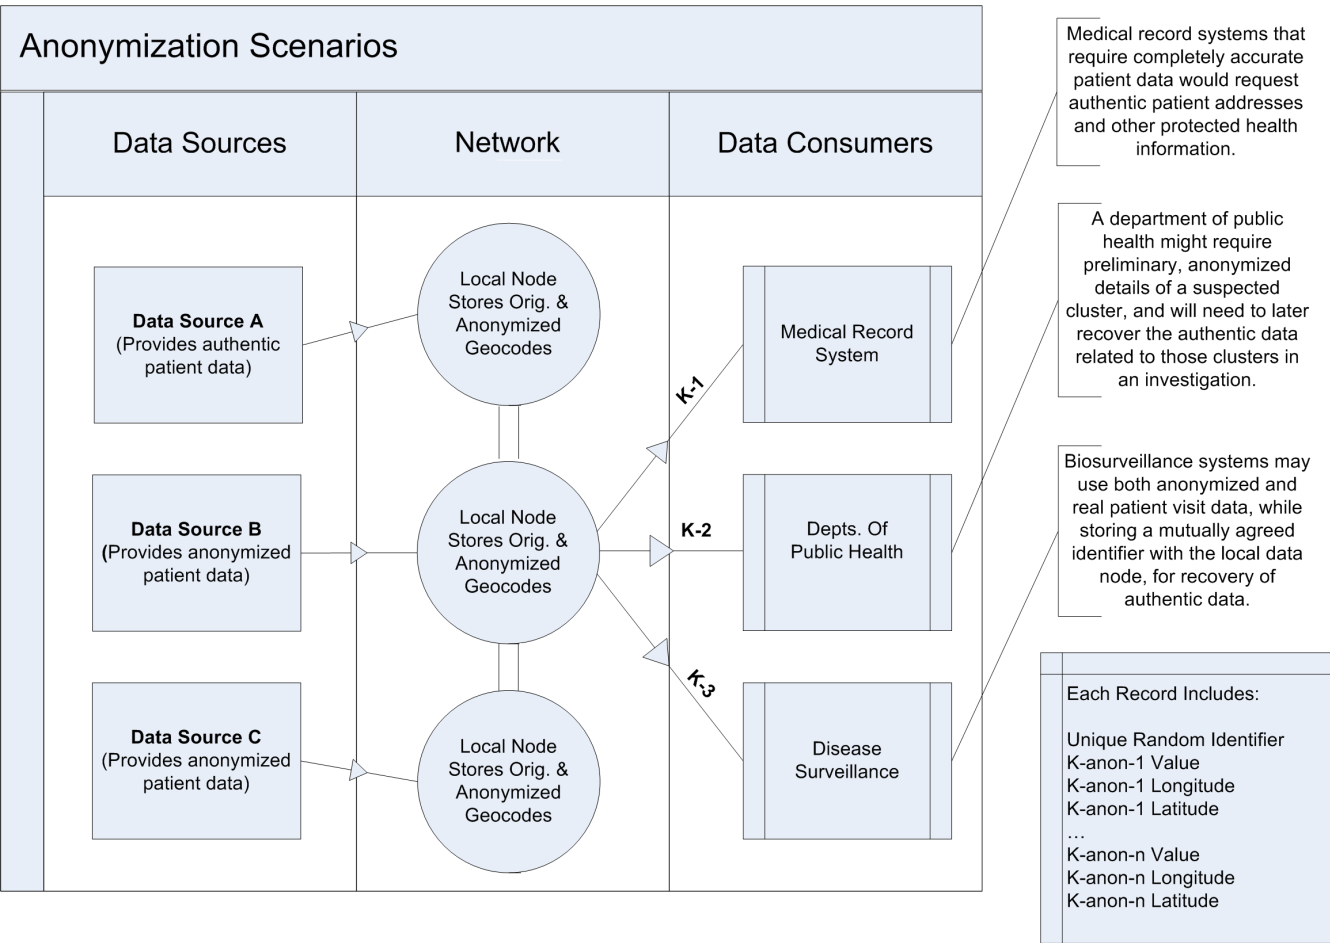 Anonymization Scenarios
Data Sources
Network
Data Consumers
Data Source A
(Provides authentic
patient data)
Data Source B
(Provides anonymized
patient data)
Data Source C
(Provides anonymized
patient data)
Local Node
Stores Orig. &
Anonymized
Geocodes
Local Node
Stores Orig. &
Anonymized
Geocodes
Local Node
Stores Orig. &
Anonymized
Geocodes
K-1
K-2
K-3
Medical Record
System
Depts. Of
Public Health
Disease
Surveillance
Medical record systems that
require completely accurate
patient data would request
authentic patient addresses
and other protected health
information.
A department of public
health might require
preliminary, anonymized
details of a suspected
cluster, and will need to later
recover the authentic data
related to those clusters in
an investigation.
Biosurveillance systems may
use both anonymized and
real patient visit data, while
storing a mutually agreed
identifier with the local data
node, for recovery of
authentic data.
Each Record Includes:
Unique Random Identifier
K-anon-1 Value
K-anon-1 Longitude
K-anon-1 Latitude
…
K-anon-n Value
K-anon-n Longitude
K-anon-n Latitude